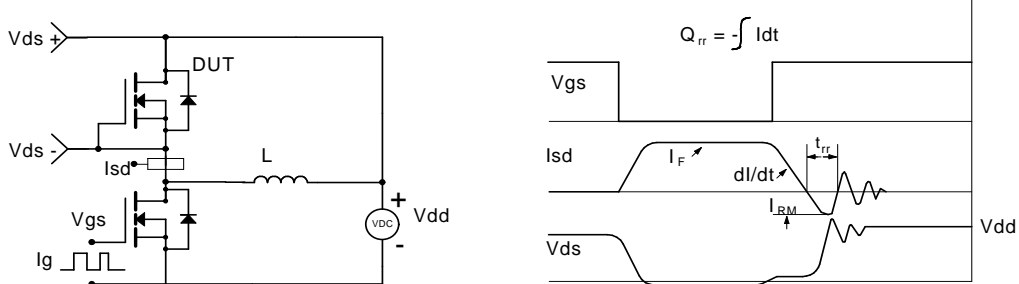 Vds +
DUT
Vds -
Isd
L
Vgs
Ig
VDC
+
-
Vdd
Q rr = -∫ Idt
Vgs
Isd
I F
dI/dt
t rr
I RM
Vds
Vdd